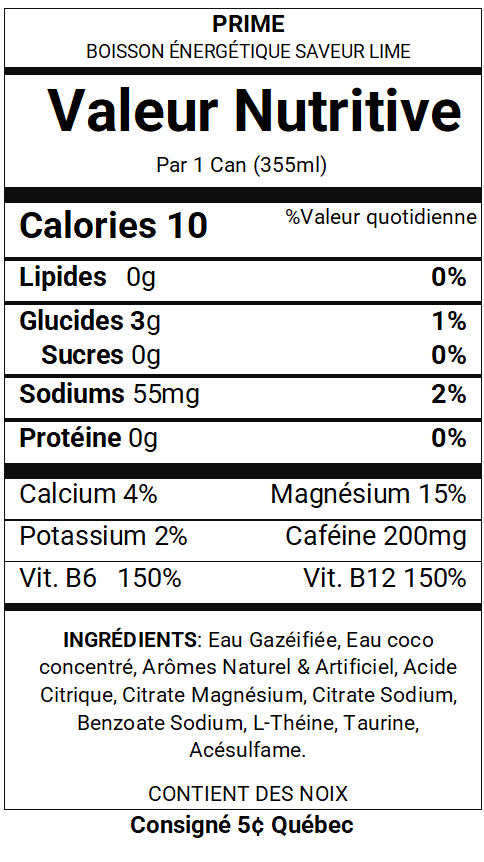 PRIME
BOISSON ÉNERGÉTIQUE SAVEUR LIME
Valeur Nutritive
Par 1 Can (355ml)
Calories 10 %Valeur quotidienne
Lipides 0g 0%
Glucides 3g 1%
Sucres 0g 0%
Sodiums 55mg 2%
Protéine 0g 0%
Calcium 4% Magnésium 15%
Potassium 2% Caféine 200mg
Vit. B6 150% Vit. B12 150%
INGRÉDIENTS: Eau Gazéifiée, Eau coco
concentré, Arômes Naturel & Artificiel, Acide
Citrique, Citrate Magnésium, Citrate Sodium,
Benzoate Sodium, L-Théine, Taurine,
Acésulfame.
CONTIENT DES NOIX
Consigné 5¢ Québec